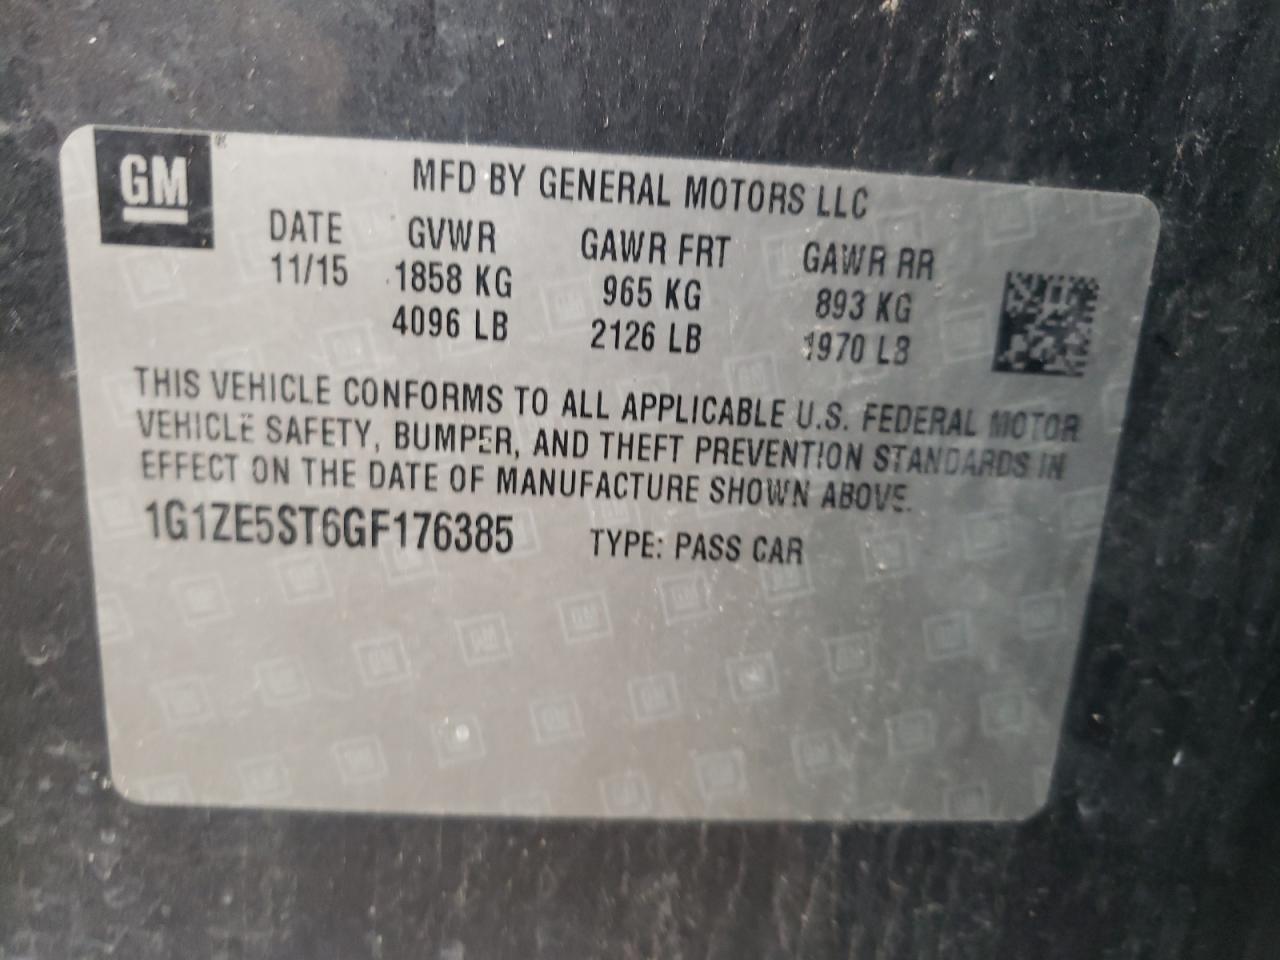 GM®
MFD BY GENERAL MOTORS LLC
DATE GVWR GAWR FRT GAWR RR
11/15 1858 KG 965 KG 893 KG
4096 LB 2126 LB 1970 LB
THIS VEHICLE CONFORMS TO ALL APPLICABLE U.S. FEDERAL MOTOR
VEHICLE SAFETY, BUMPER, AND THEFT PREVENTION STANDARDS IN
EFFECT ON THE DATE OF MANUFACTURE SHOWN ABOVE.
1G1ZE5ST6GF176385 TYPE: PASS CAR